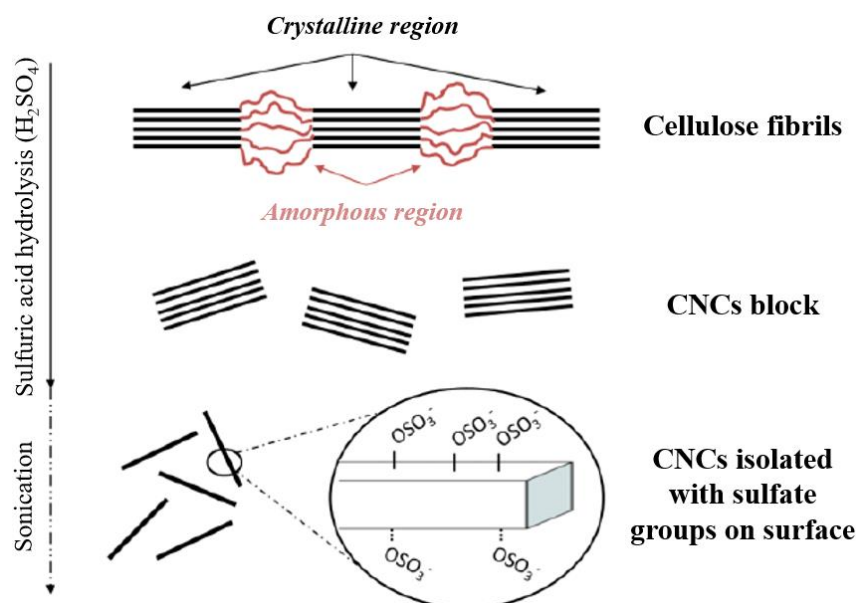 Crystalline region
Sulfuric acid hydrolysis (H₂SO₄)
Cellulose fibrils
Amorphous region
CNCs block
Sonication
OSO₃⁻
OSO₃⁻
OSO₃⁻
OSO₃⁻
OSO₃⁻
CNCs isolated
with sulfate
groups on surface